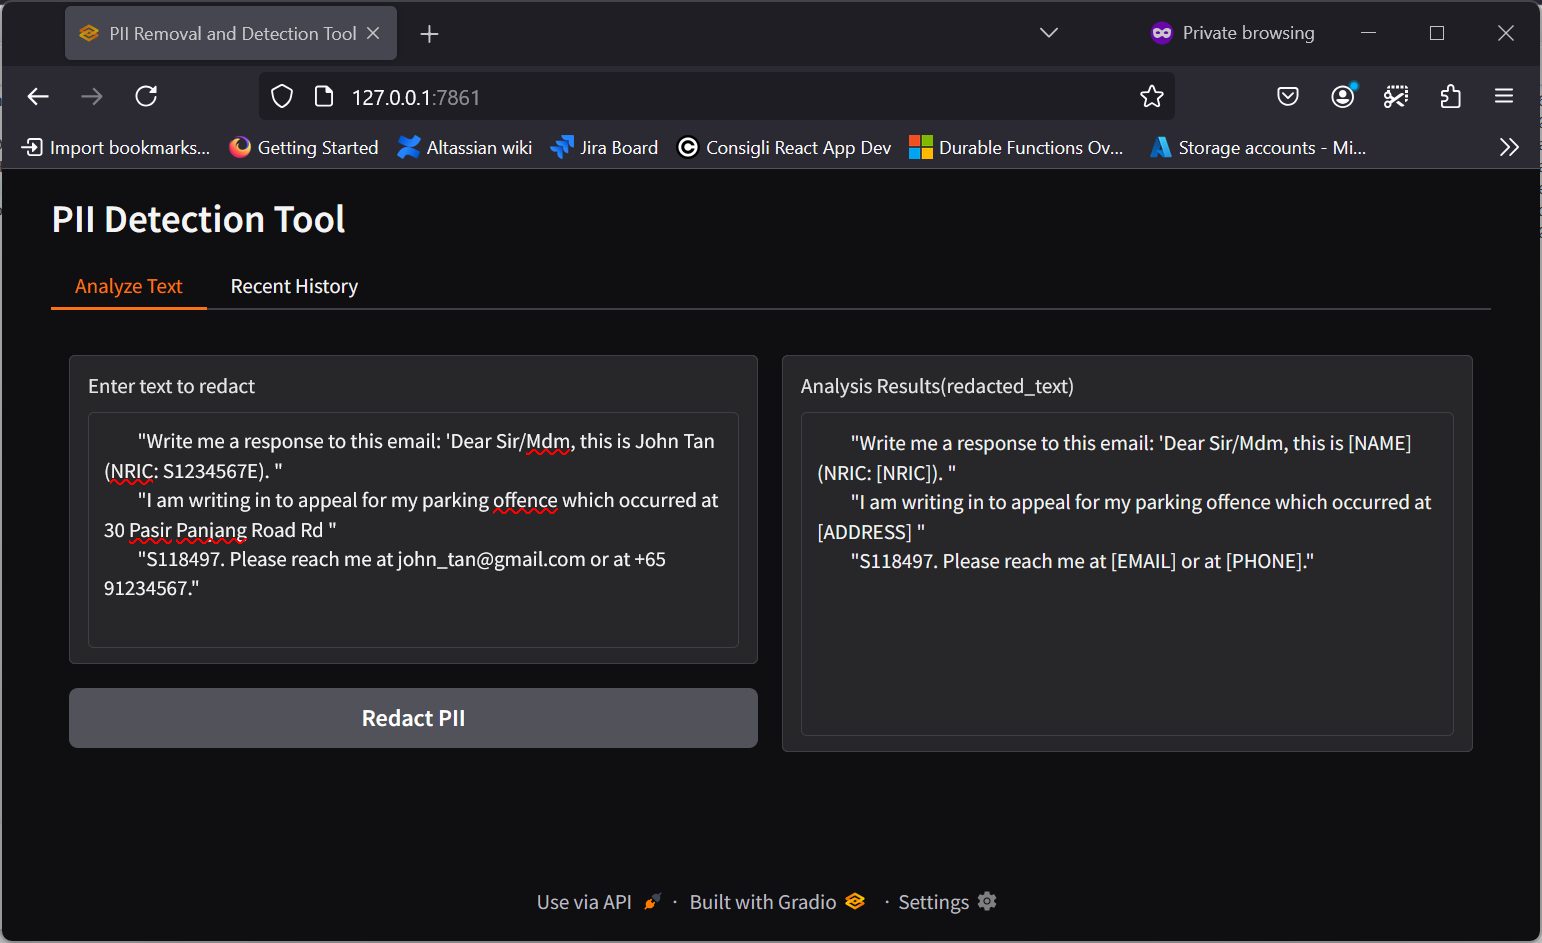 PII Removal and Detection Tool
Private browsing
127.0.0.1:7861
Import bookmarks...
Getting Started
Altassian wiki
Jira Board
Consigli React App Dev
Durable Functions Ov...
Storage accounts - Mi...
PII Detection Tool
Analyze Text
Recent History
Enter text to redact
"Write me a response to this email: 'Dear Sir/Mdm, this is John Tan
(NRIC: S1234567E). "
"I am writing in to appeal for my parking offence which occurred at
30 Pasir Panjang Road Rd "
"S118497. Please reach me at john_tan@gmail.com or at +65
91234567."
Redact PII
Analysis Results(redacted_text)
"Write me a response to this email: 'Dear Sir/Mdm, this is [NAME]
(NRIC: [NRIC]). "
"I am writing in to appeal for my parking offence which occurred at
[ADDRESS] "
"S118497. Please reach me at [EMAIL] or at [PHONE]."
Use via API · Built with Gradio · Settings